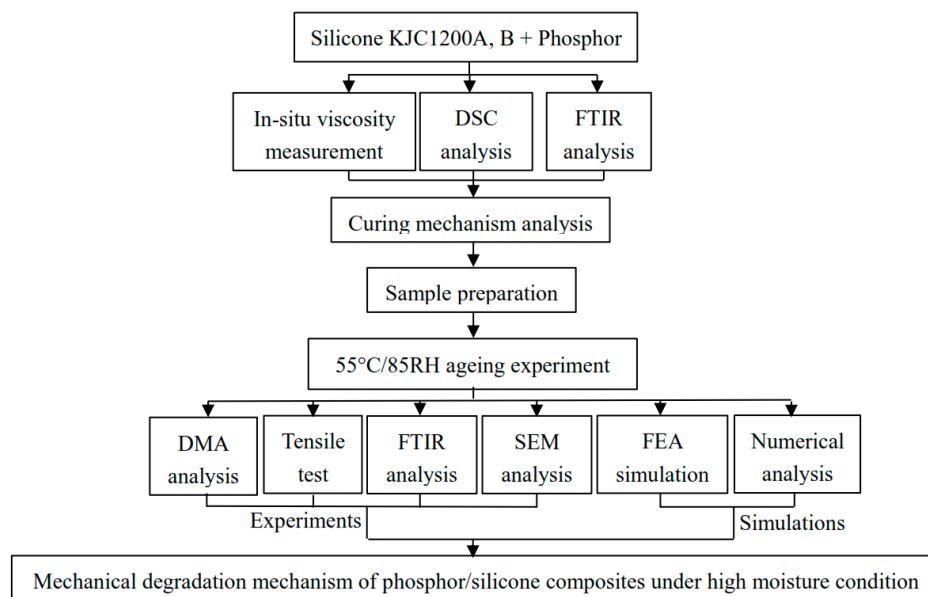 Silicone KJC1200A, B + Phosphor
In-situ viscosity
measurement
DSC
analysis
FTIR
analysis
Curing mechanism analysis
Sample preparation
55°C/85RH ageing experiment
DMA
analysis
Tensile
test
FTIR
analysis
SEM
analysis
FEA
simulation
Numerical
analysis
Experiments
Simulations
Mechanical degradation mechanism of phosphor/silicone composites under high moisture condition